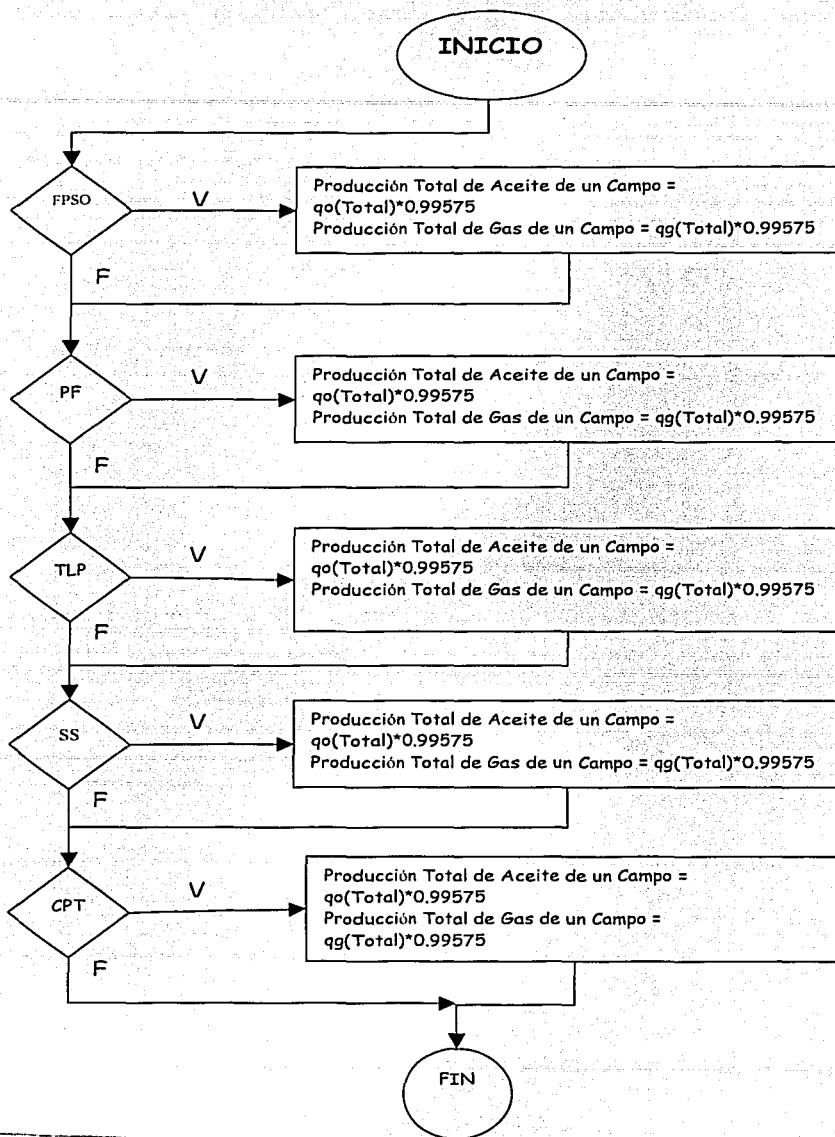 INICIO
FPSO
V
Producción Total de Aceite de un Campo =
qo(Total)*0.99575
Producción Total de Gas de un Campo = qg(Total)*0.99575
F
PF
V
Producción Total de Aceite de un Campo =
qo(Total)*0.99575
Producción Total de Gas de un Campo = qg(Total)*0.99575
F
TLP
V
Producción Total de Aceite de un Campo =
qo(Total)*0.99575
Producción Total de Gas de un Campo = qg(Total)*0.99575
F
SS
V
Producción Total de Aceite de un Campo =
qo(Total)*0.99575
Producción Total de Gas de un Campo = qg(Total)*0.99575
F
CPT
V
Producción Total de Aceite de un Campo =
qo(Total)*0.99575
Producción Total de Gas de un Campo =
qg(Total)*0.99575
F
FIN